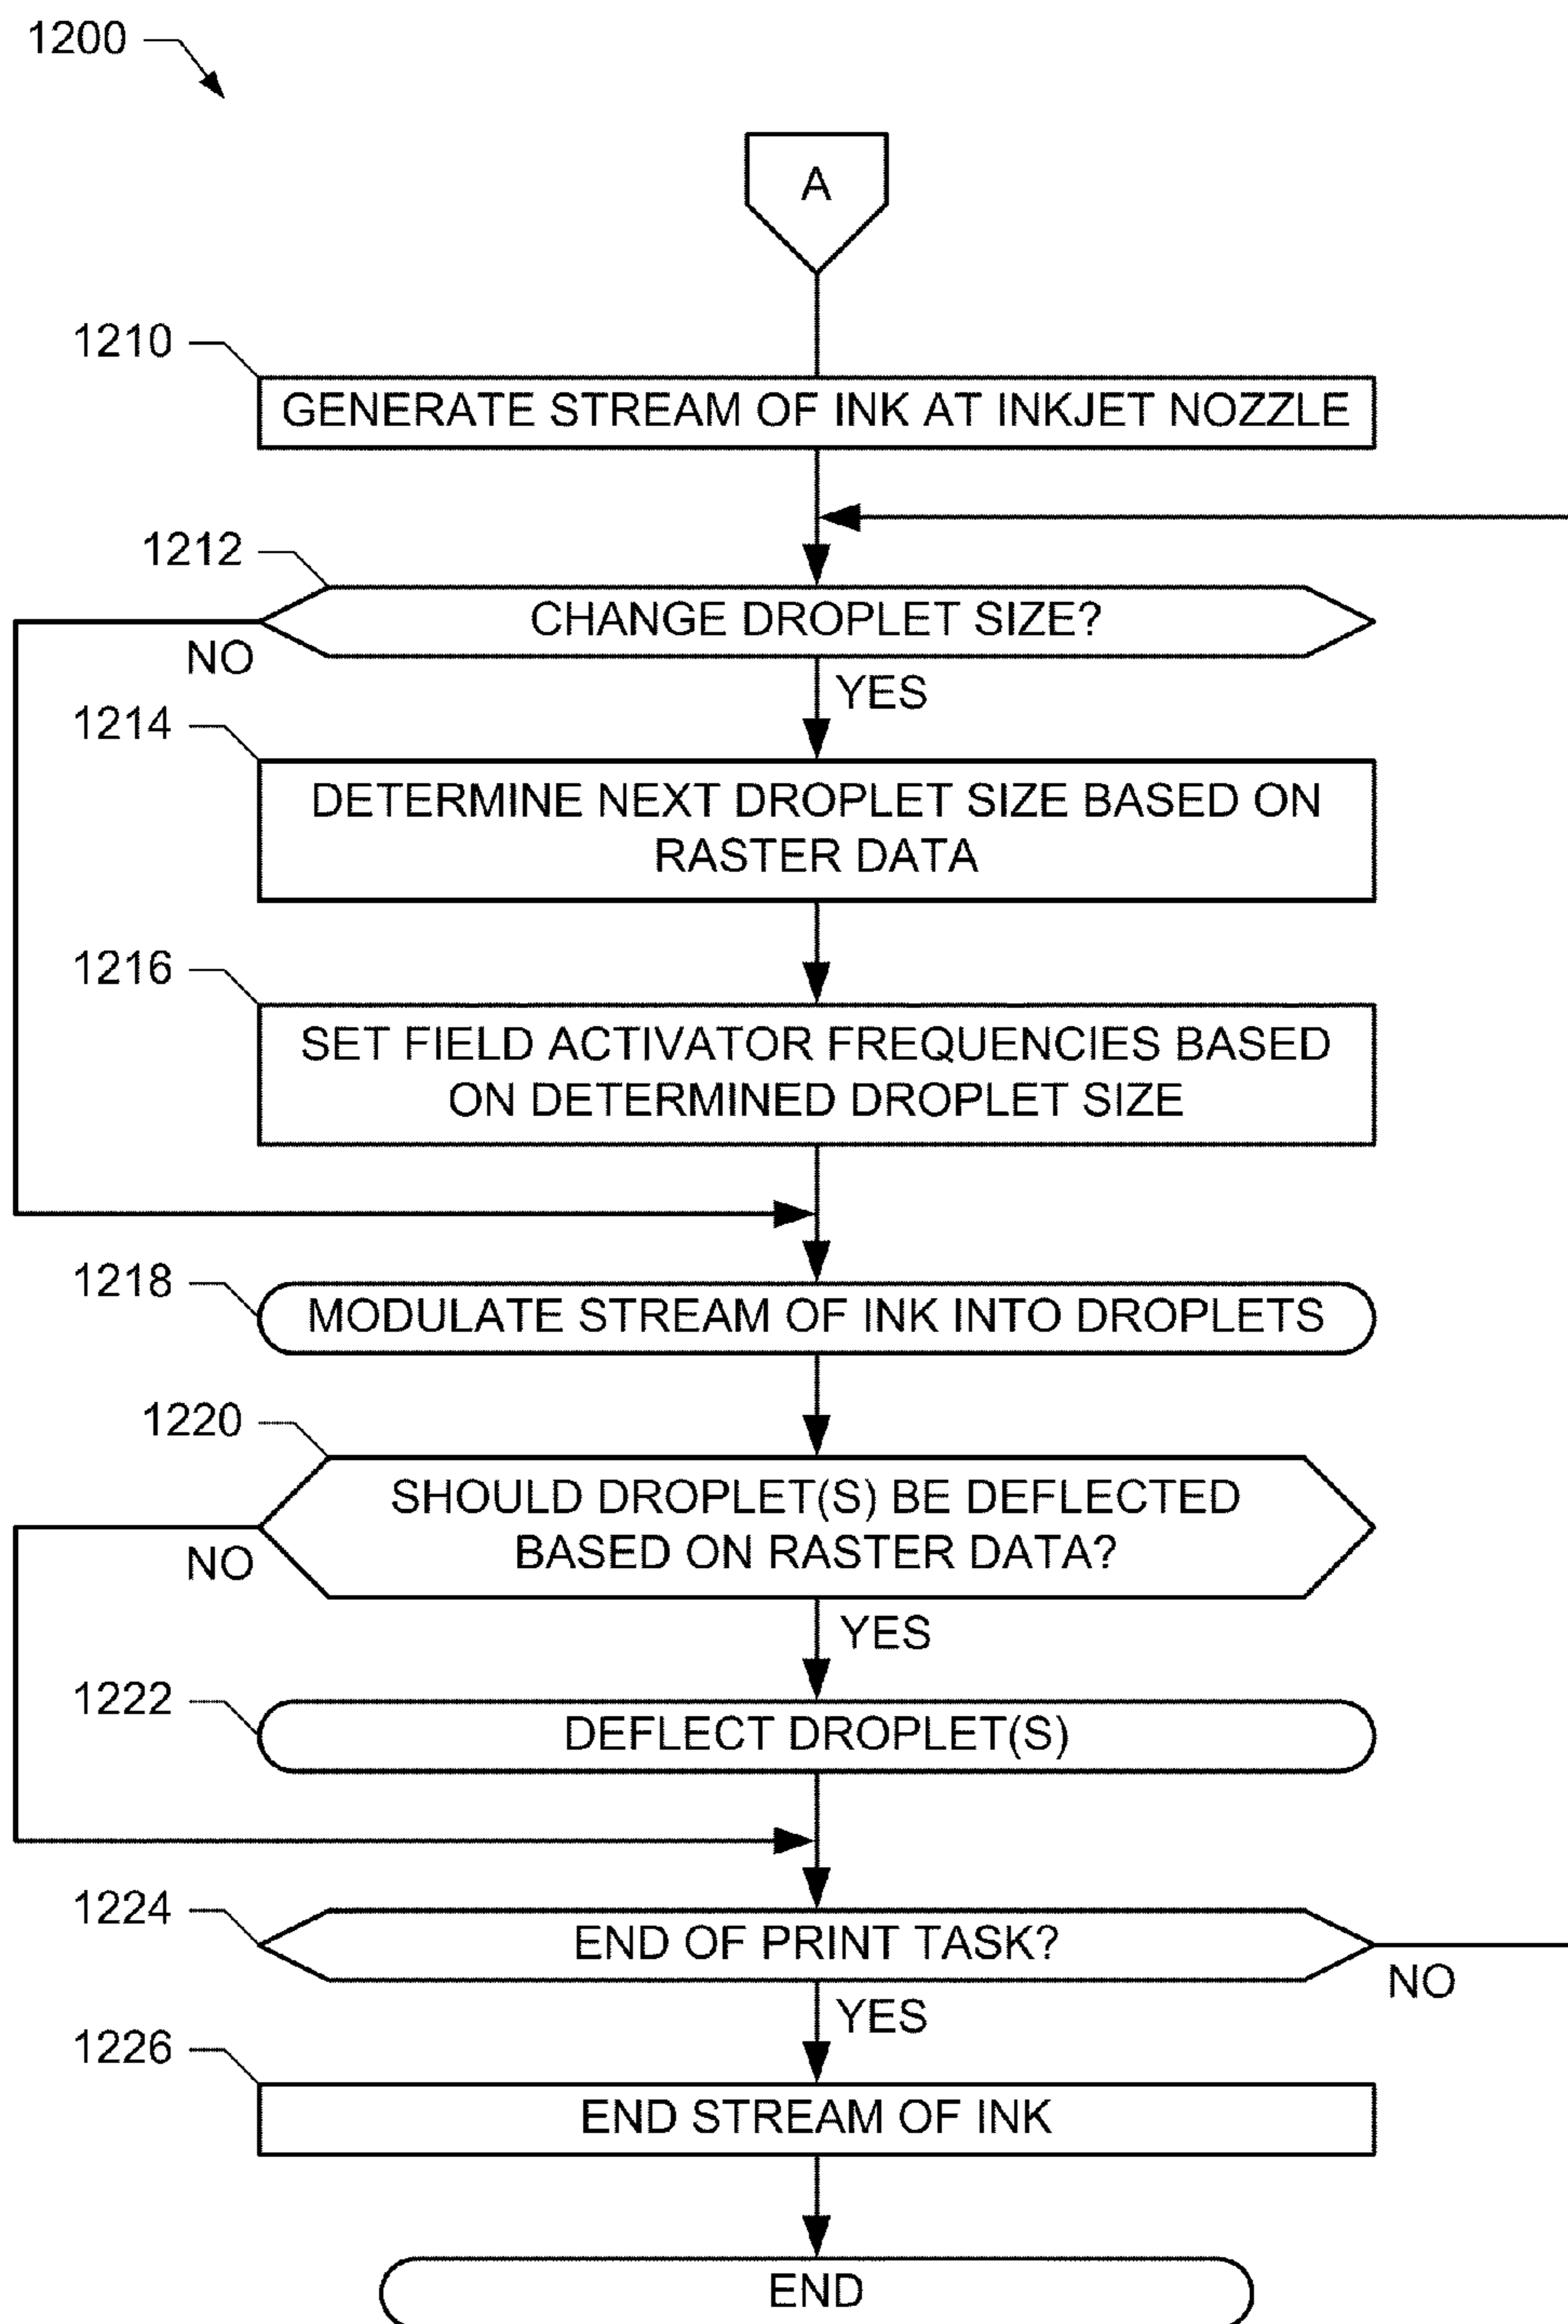 1200
A
1210
GENERATE STREAM OF INK AT INKJET NOZZLE
1212
CHANGE DROPLET SIZE?
NO
YES
1214
DETERMINE NEXT DROPLET SIZE BASED ON
RASTER DATA
1216
SET FIELD ACTIVATOR FREQUENCIES BASED
ON DETERMINED DROPLET SIZE
1218
MODULATE STREAM OF INK INTO DROPLETS
1220
SHOULD DROPLET(S) BE DEFLECTED
BASED ON RASTER DATA?
NO
YES
1222
DEFLECT DROPLET(S)
1224
END OF PRINT TASK?
NO
YES
1226
END STREAM OF INK
END